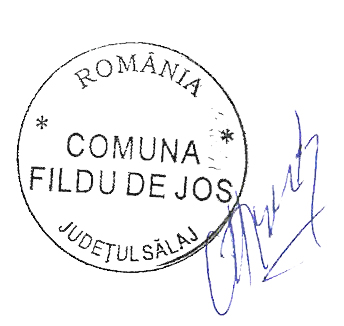 ROMÂNIA
* *
COMUNA
FILDU DE JOS
JUDEȚUL SĂLAJ